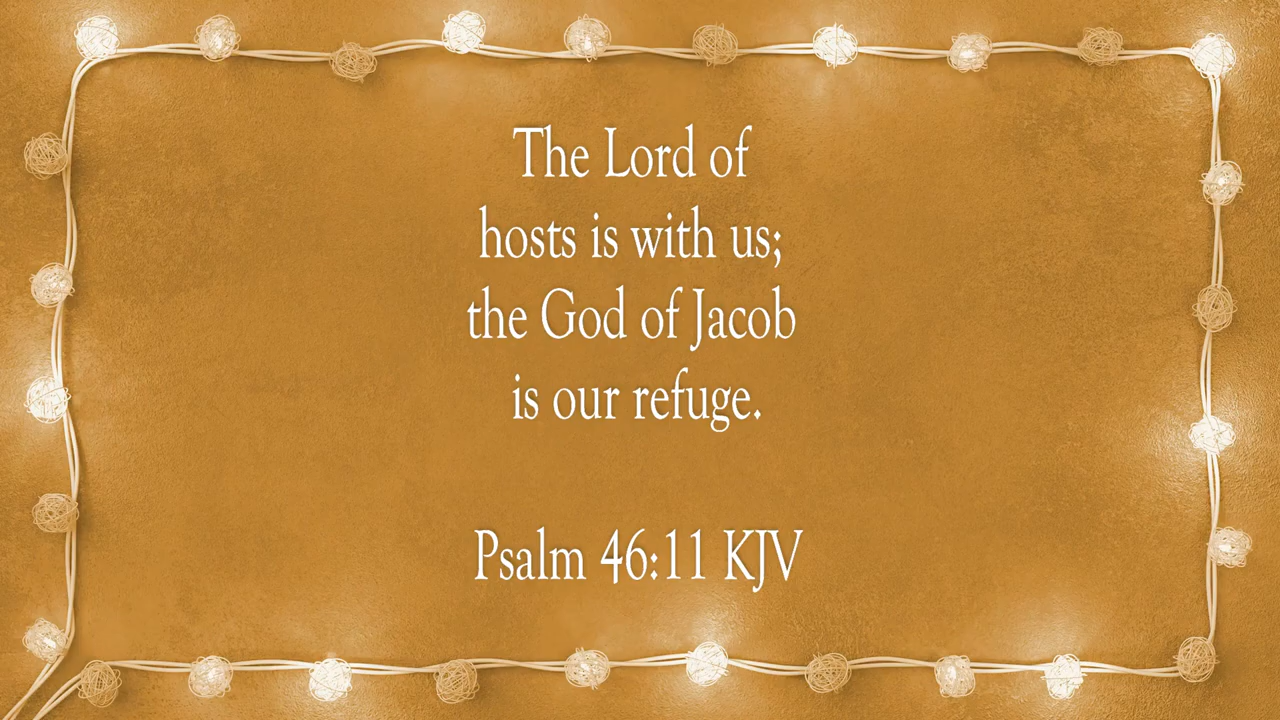 The Lord of
hosts is with us;
the God of Jacob
is our refuge.
Psalm 46:11 KJV